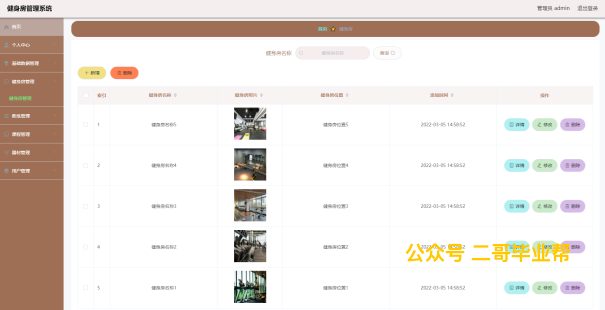 健身房管理系统
管理员 admin 退出登录
首页
个人中心
基础数据管理
健身房管理
健身房管理
教练管理
课程管理
器材管理
用户管理
首页 健身房
健身房名称 健身房名称 查询
+ 新增 删除
索引 健身房名称 健身房照片 健身房位置 录入时间 操作
1 健身房名称5 健身房位置5 2022-03-05 14:58:52 详情 修改 删除
2 健身房名称4 健身房位置4 2022-03-05 14:58:52 详情 修改 删除
3 健身房名称3 健身房位置3 2022-03-05 14:58:52 详情 修改 删除
4 健身房名称2 健身房位置2 2022-03-05 14:58:52 详情 修改 删除
公众号 二哥毕业帮
5 健身房名称1 健身房位置1 2022-03-05 14:58:52 详情 修改 删除